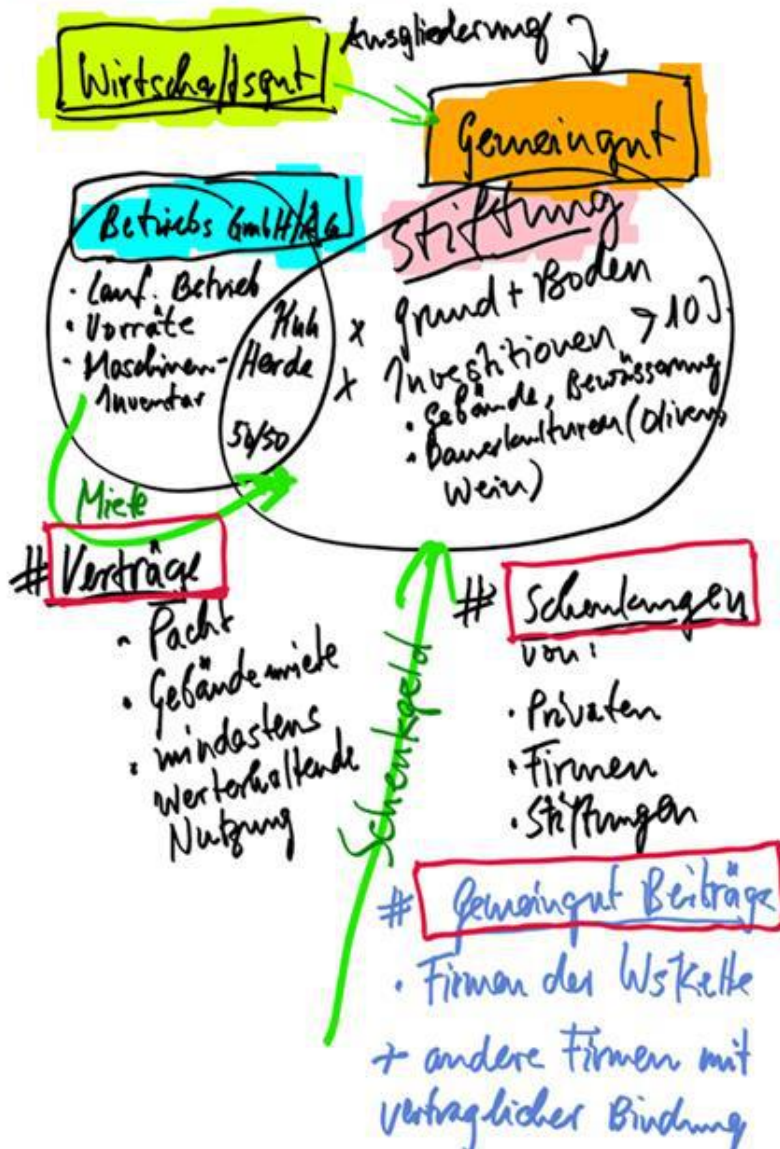 Ausgliederung
Wirtschaftsgut
Gemeingut
Betriebs GmbH/AG
· Lauf. Betrieb
· Vorräte
· Maschinen-
Inventar
Kuh
Herde
50/50
Stiftung
x Grund + Boden
x Investitionen > 10 J.
· Gebäude, Bewässerung
· Dauerkulturen (Oliven,
Wein)
Miete
# Verträge
· Pacht
· Gebäudemiete
· mindestens
werterhaltende
Nutzung
Schenkgeld
# Schenkungen
von:
· Privaten
· Firmen
· Stiftungen
# Gemeingut Beiträge
· Firmen der WsKette
+ andere Firmen mit
vertraglicher Bindung